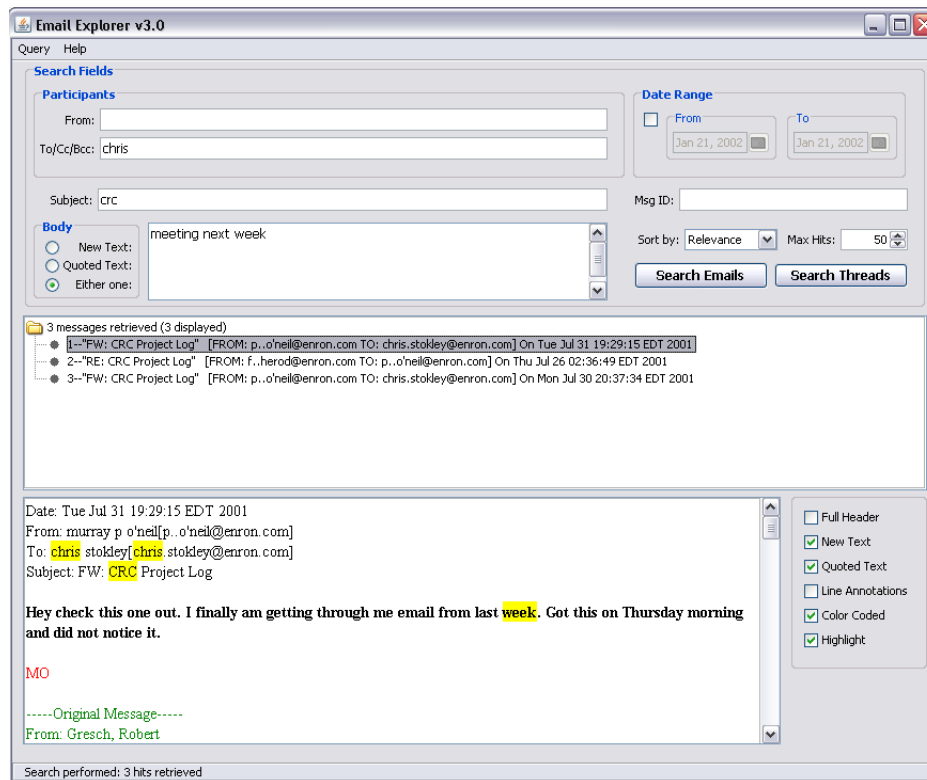 Email Explorer v3.0
Query Help
Search Fields
Participants
From:
To/Cc/Bcc: chris
Date Range
From To
Jan 21, 2002 Jan 21, 2002
Subject: crc
Msg ID:
Body
New Text:
Quoted Text:
Either one:
meeting next week
Sort by: Relevance Max Hits: 50
Search Emails Search Threads
3 messages retrieved (3 displayed)
1--"FW: CRC Project Log" [FROM: p..o'neil@enron.com TO: chris.stokley@enron.com] On Tue Jul 31 19:29:15 EDT 2001
2--"RE: CRC Project Log" [FROM: f..herod@enron.com TO: p..o'neil@enron.com] On Thu Jul 26 02:36:49 EDT 2001
3--"FW: CRC Project Log" [FROM: p..o'neil@enron.com TO: chris.stokley@enron.com] On Mon Jul 30 20:37:34 EDT 2001
Date: Tue Jul 31 19:29:15 EDT 2001
From: murray p o'neil[p..o'neil@enron.com]
To: chris stokley[chris.stokley@enron.com]
Subject: FW: CRC Project Log
Hey check this one out. I finally am getting through me email from last week. Got this on Thursday morning
and did not notice it.
MO
-----Original Message-----
From: Gresch, Robert
Full Header
New Text
Quoted Text
Line Annotations
Color Coded
Highlight
Search performed: 3 hits retrieved